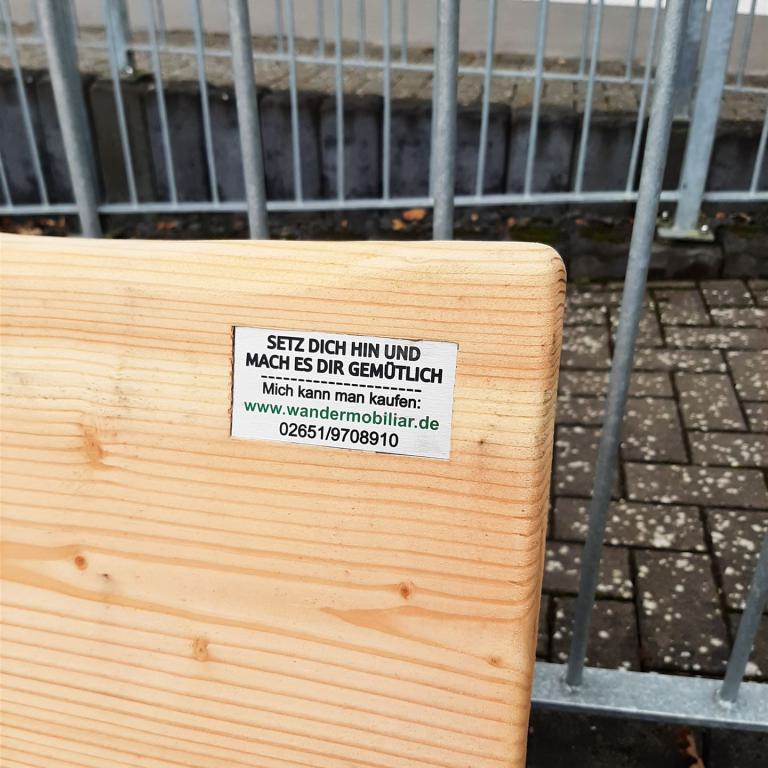 SETZ DICH HIN UND
MACH ES DIR GEMÜTLICH
----------------------
Mich kann man kaufen:
www.wandermobiliar.de
02651/9708910